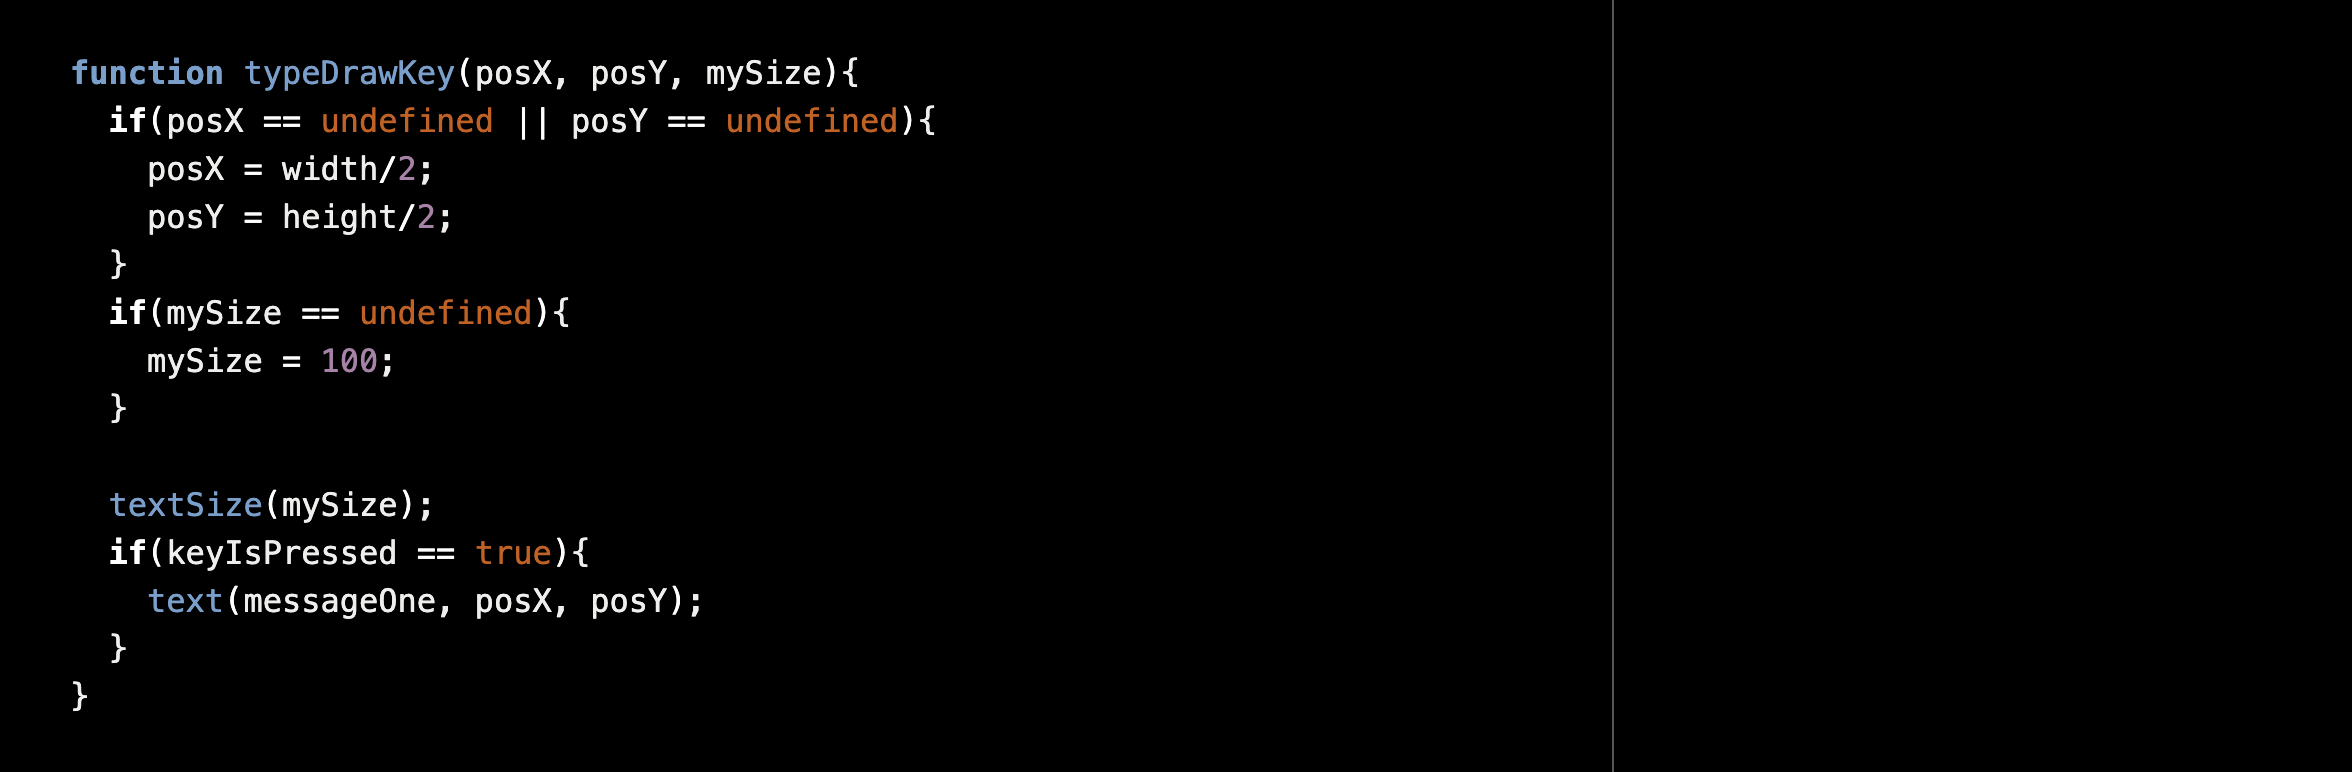 function typeDrawKey(posX, posY, mySize){
  if(posX == undefined || posY == undefined){
    posX = width/2;
    posY = height/2;
  }
  if(mySize == undefined){
    mySize = 100;
  }

  textSize(mySize);
  if(keyIsPressed == true){
    text(messageOne, posX, posY);
  }
}